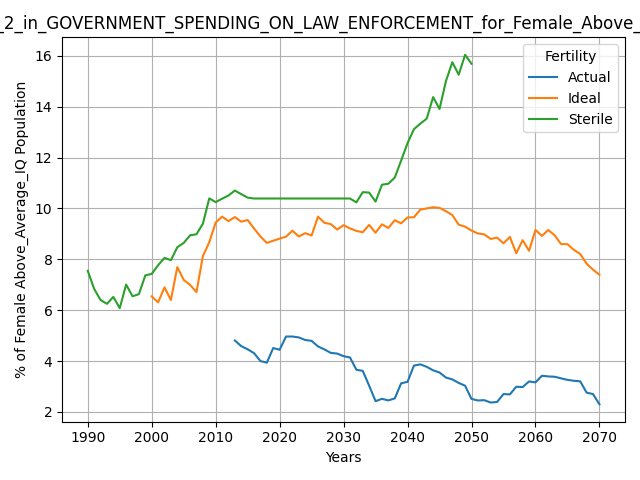 _2_in_GOVERNMENT_SPENDING_ON_LAW_ENFORCEMENT_for_Female_Above_
% of Female Above_Average_IQ Population
16
14
12
10
8
6
4
2
Fertility
Actual
Ideal
Sterile
1990 2000 2010 2020 2030 2040 2050 2060 2070
Years